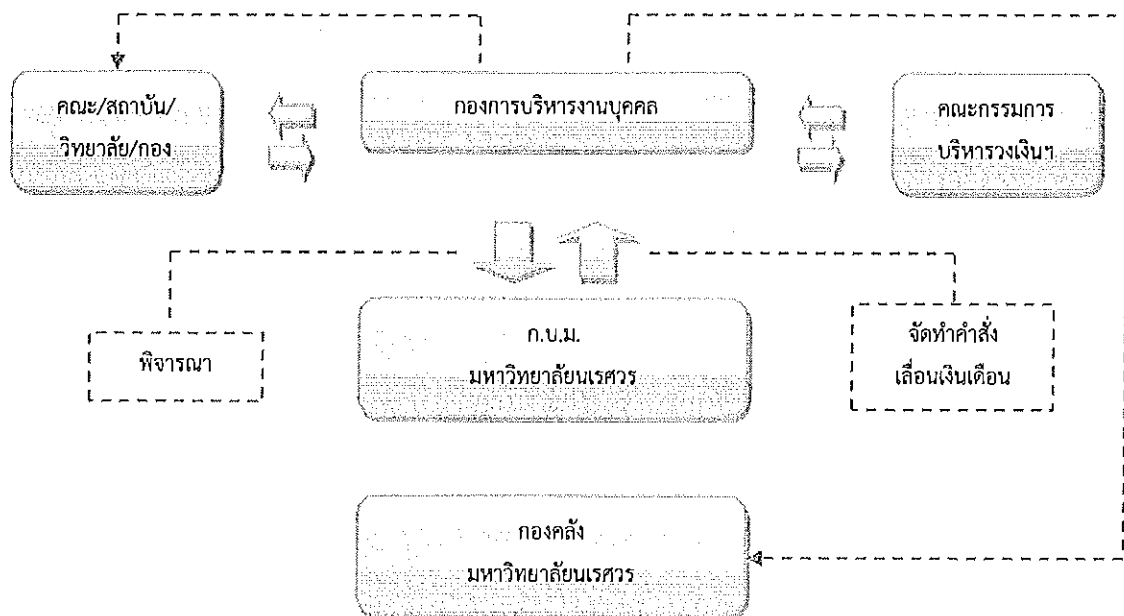 คณะ/สถาบัน/
วิทยาลัย/กอง
กองการบริหารงานบุคคล
คณะกรรมการ
บริหารวงเงินฯ
พิจารณา
ก.บ.ม.
มหาวิทยาลัยนเรศวร
จัดทำคำสั่ง
เลื่อนเงินเดือน
กองคลัง
มหาวิทยาลัยนเรศวร